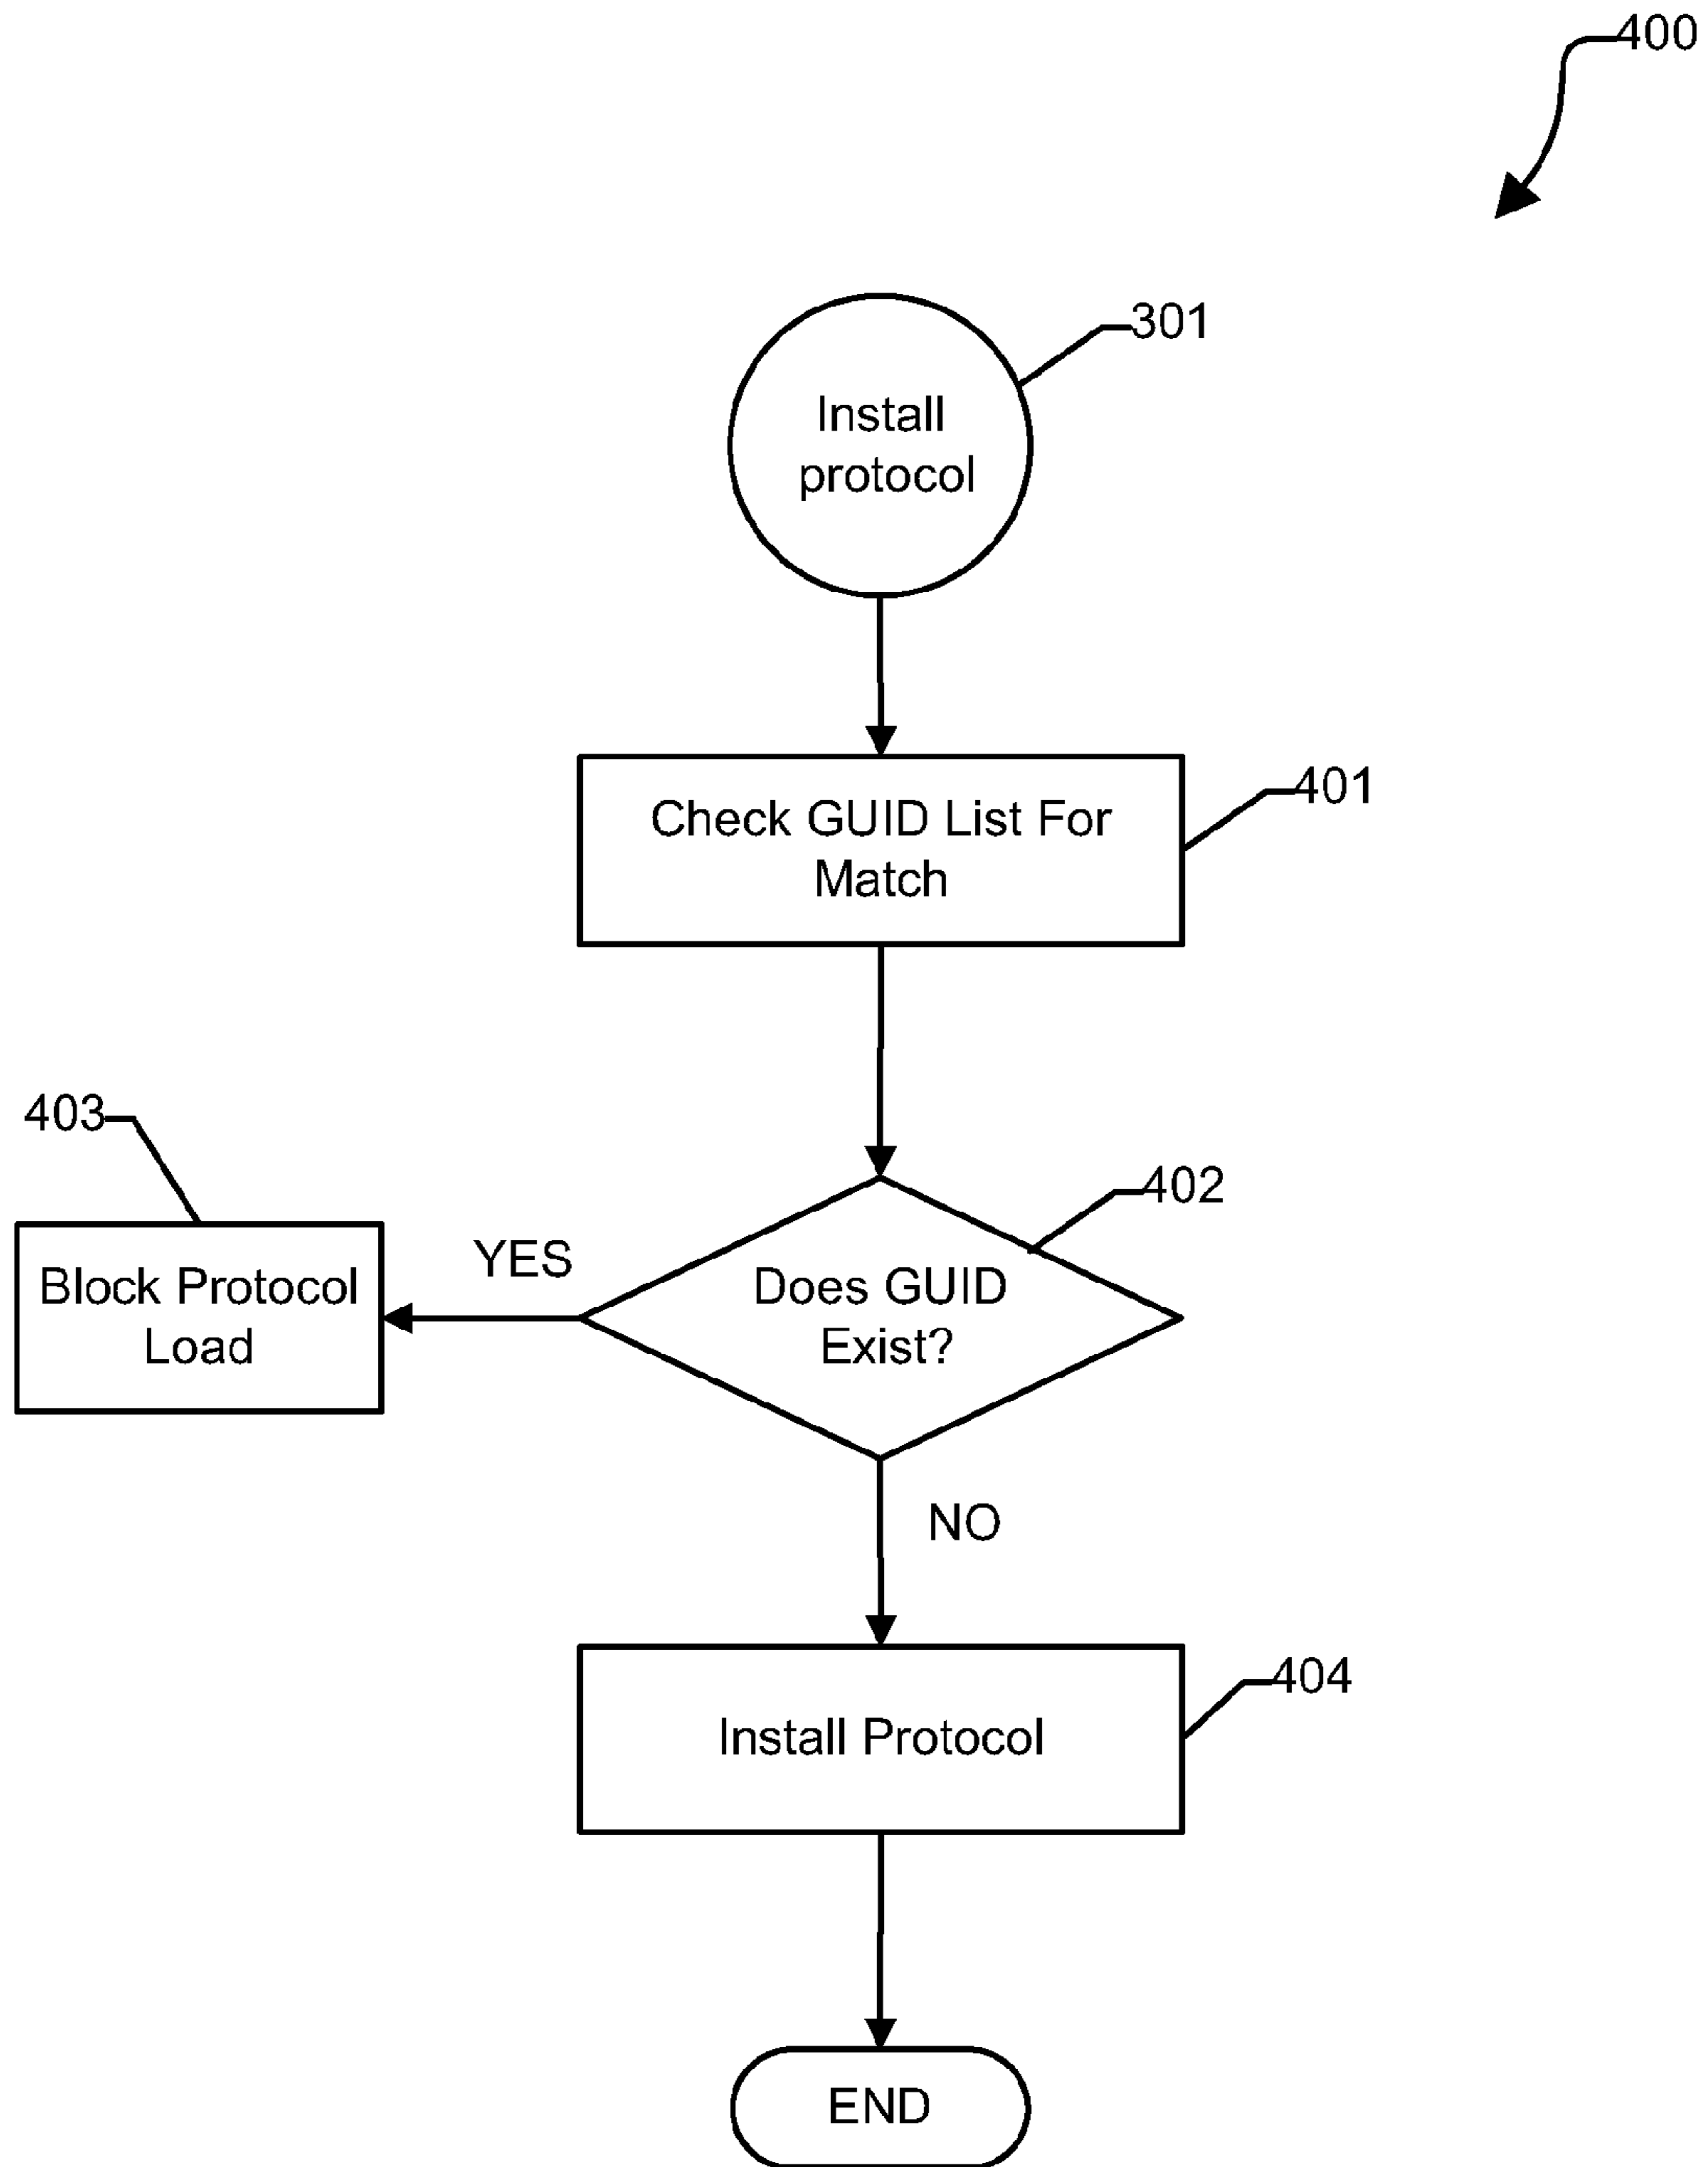 400
301
Install
protocol
401
Check GUID List For
Match
403
402
YES
Block Protocol
Load
Does GUID
Exist?
NO
404
Install Protocol
END